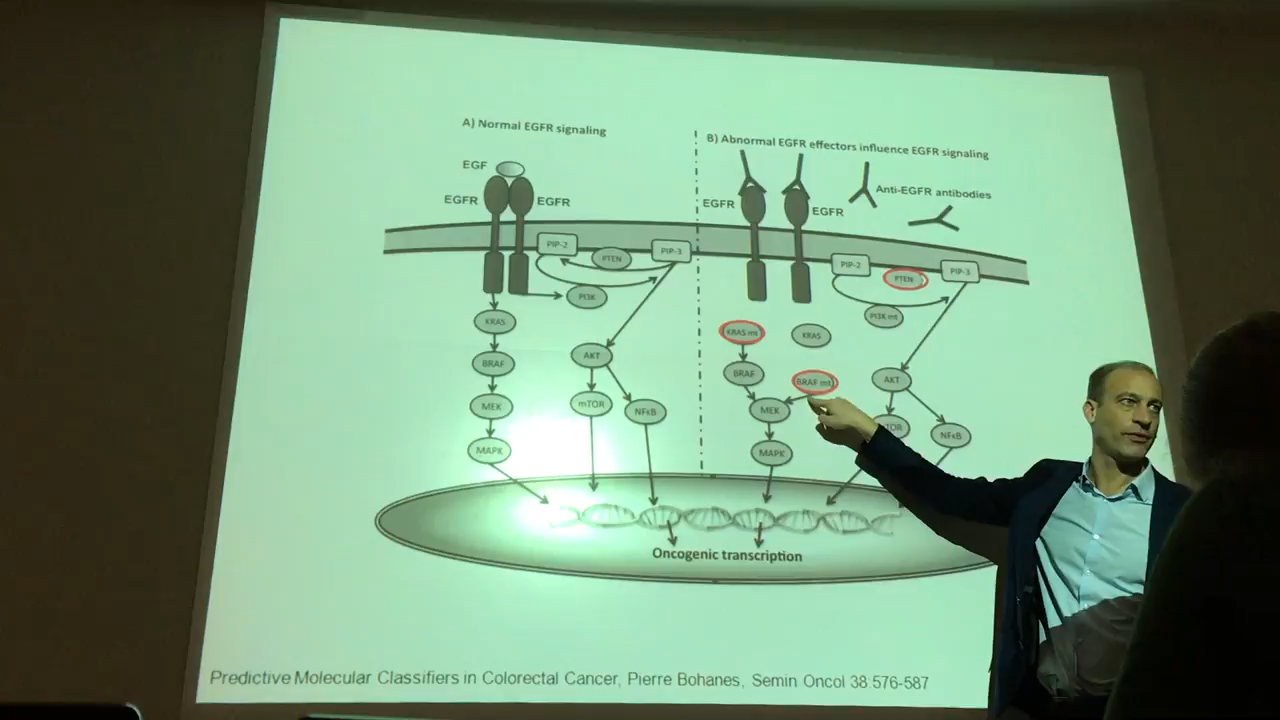 A) Normal EGFR signaling
EGF
EGFR
EGFR
PIP-2
PTEN
PIP-3
PI3K
KRAS
BRAF
MEK
MAPK
AKT
mTOR
NFκB
B) Abnormal EGFR effectors influence EGFR signaling
Anti-EGFR antibodies
EGFR
EGFR
PIP-2
PTEN
PIP-3
PI3K mt
KRAS mt
KRAS
BRAF
BRAF mt
MEK
MAPK
AKT
NFκB
Oncogenic transcription
Predictive Molecular Classifiers in Colorectal Cancer, Pierre Bohanes, Semin Oncol 38:576-587